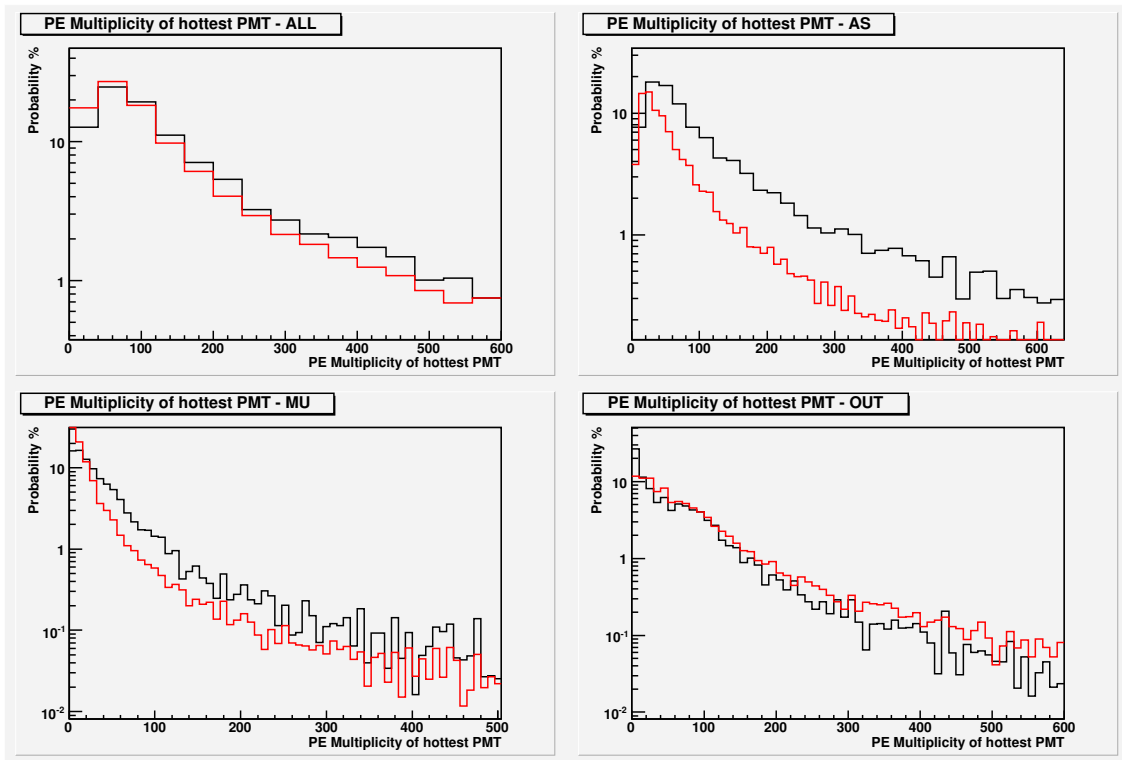 PE Multiplicity of hottest PMT - ALL
Probability %
10
1
0 100 200 300 400 500 600
PE Multiplicity of hottest PMT
PE Multiplicity of hottest PMT - AS
Probability %
10
1
0 100 200 300 400 500 600
PE Multiplicity of hottest PMT
PE Multiplicity of hottest PMT - MU
Probability %
10
1
10⁻¹
10⁻²
0 100 200 300 400 500
PE Multiplicity of hottest PMT
PE Multiplicity of hottest PMT - OUT
Probability %
10
1
10⁻¹
10⁻²
0 100 200 300 400 500 600
PE Multiplicity of hottest PMT